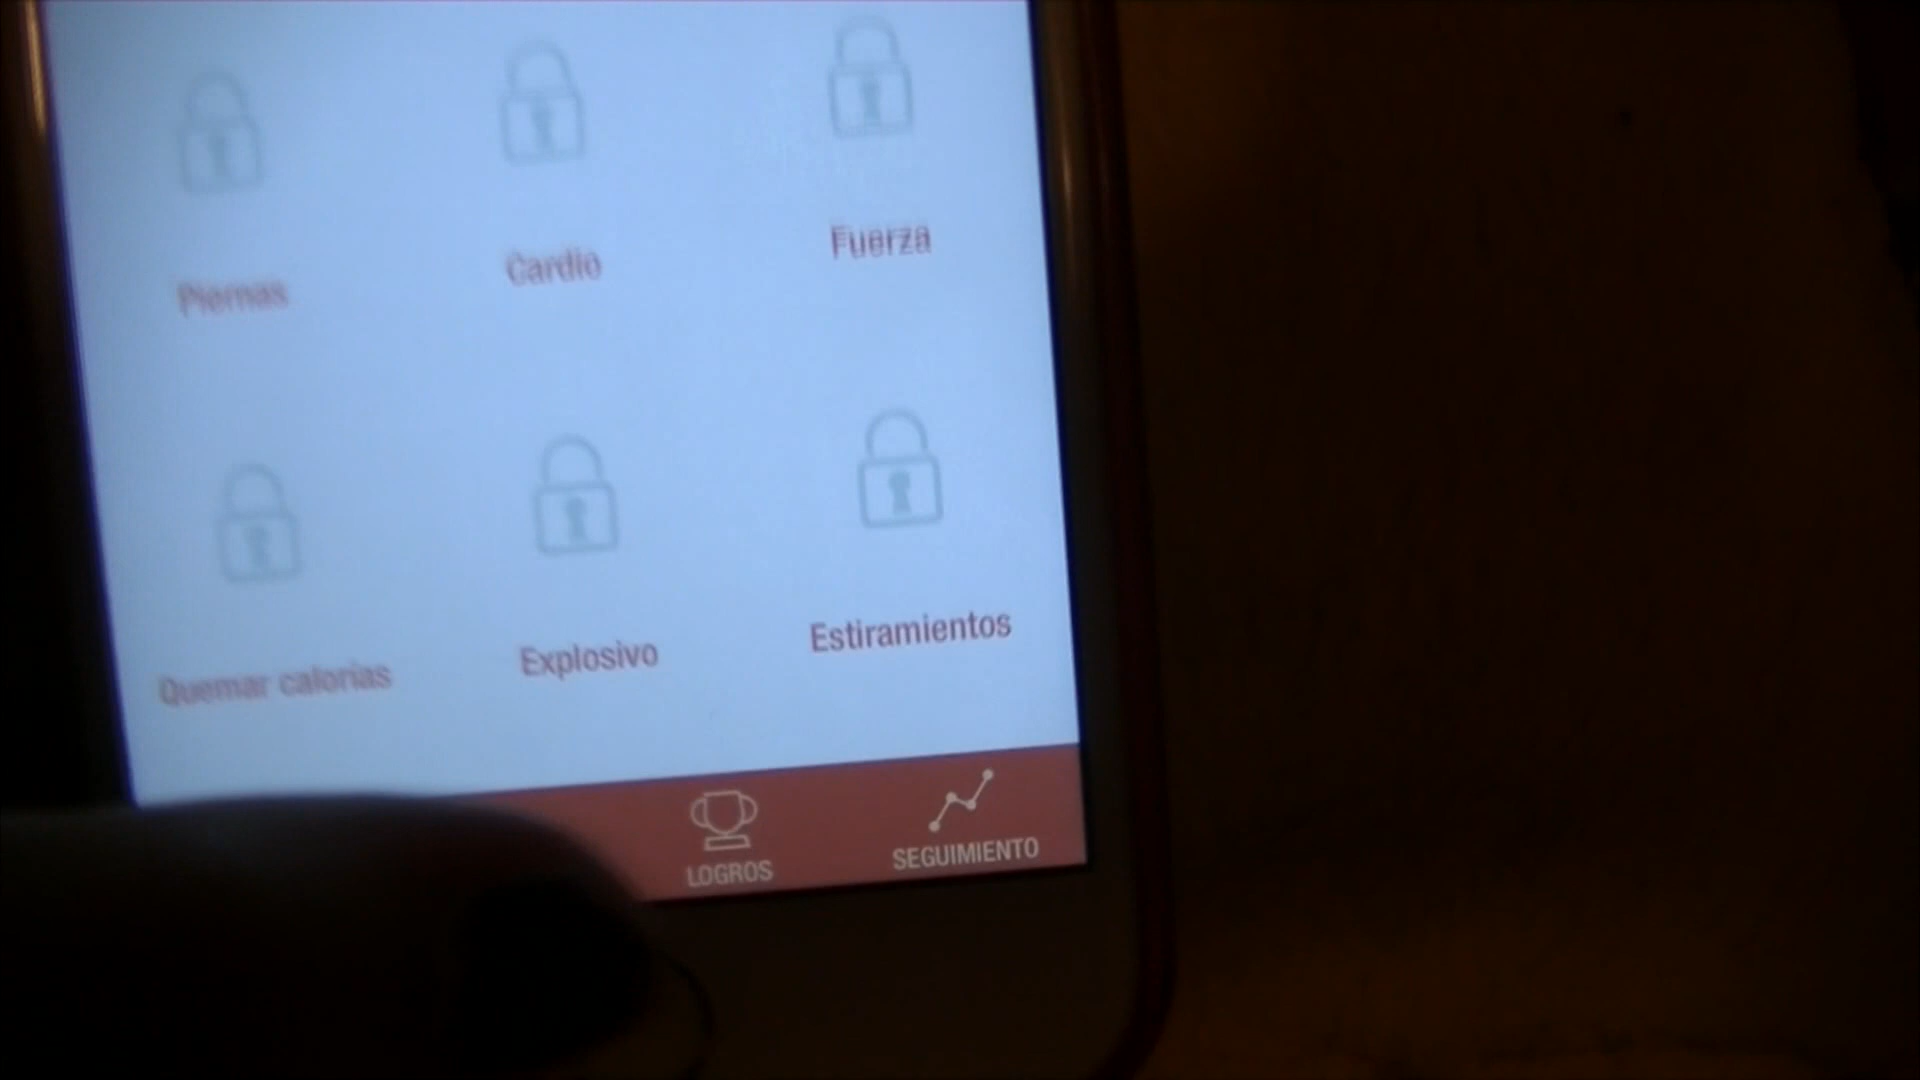 Piernas
Cardio
Fuerza
Quemar calorías
Explosivo
Estiramientos
LOGROS
SEGUIMIENTO